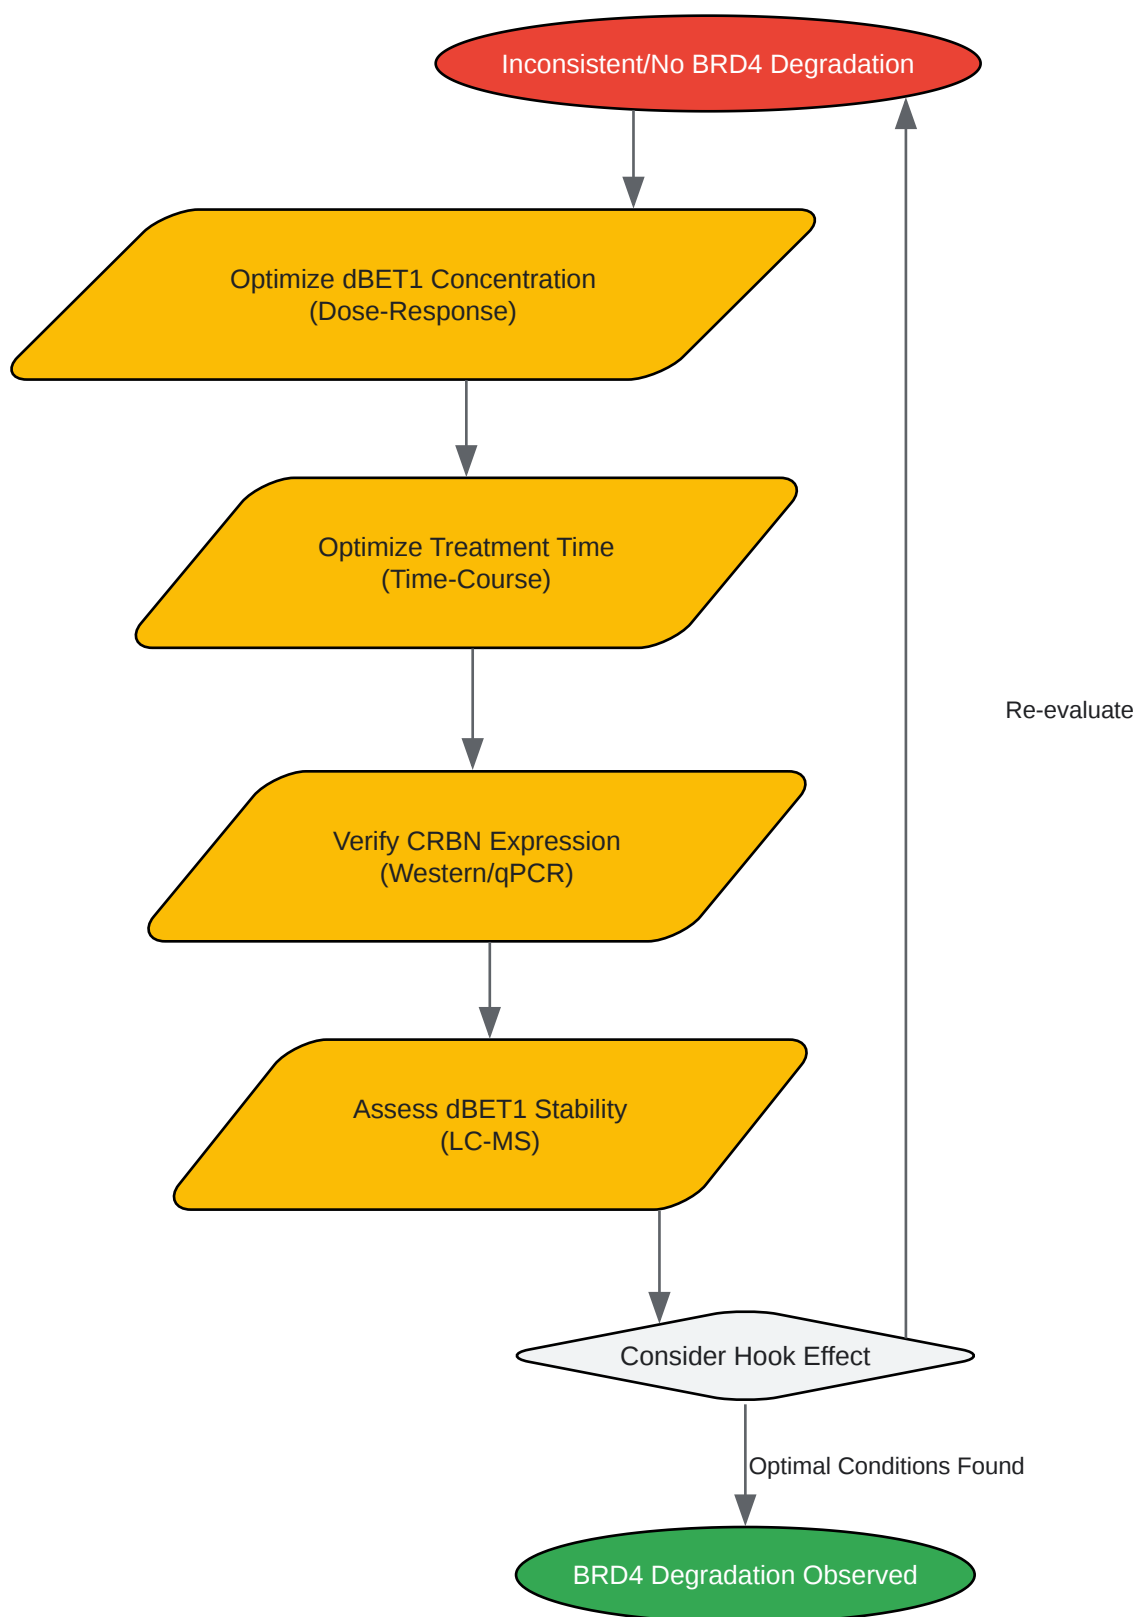 Inconsistent/No BRD4 Degradation
Optimize dBET1 Concentration
(Dose-Response)
Optimize Treatment Time
(Time-Course)
Re-evaluate
Verify CRBN Expression
(Western/qPCR)
Assess dBET1 Stability
(LC-MS)
Consider Hook Effect
Optimal Conditions Found
BRD4 Degradation Observed